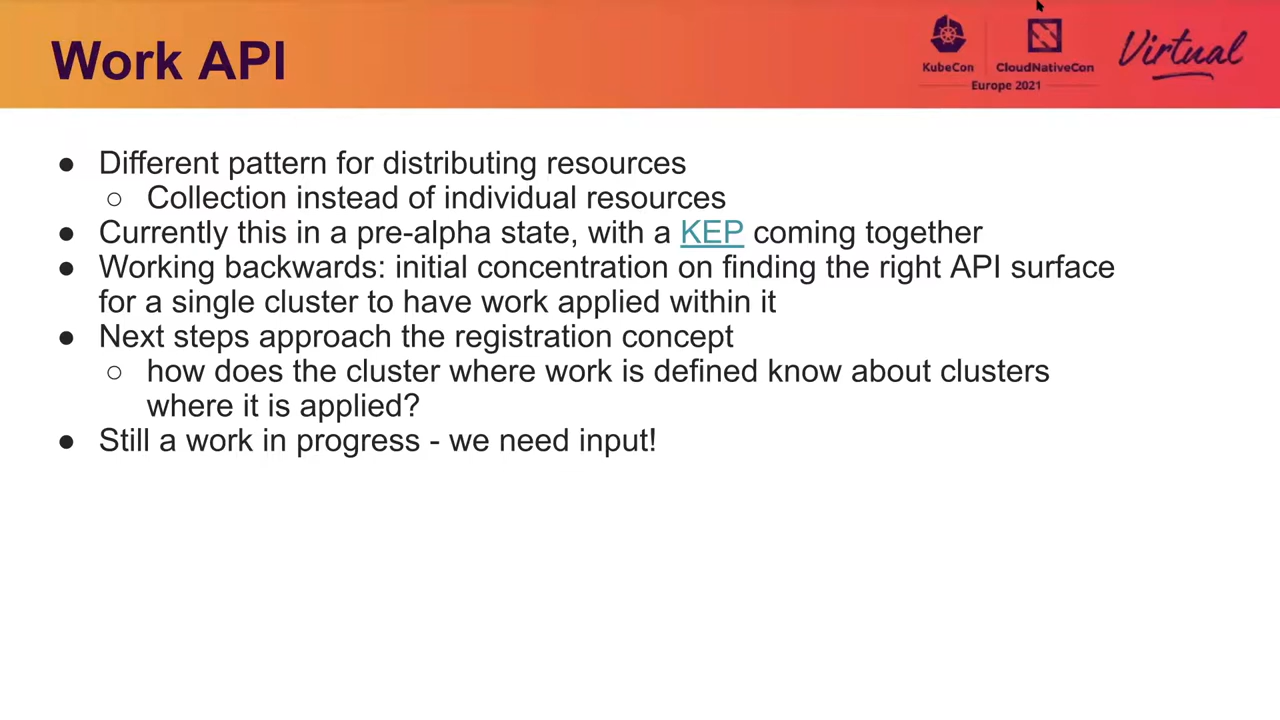 Work API
KubeCon
CloudNativeCon
Europe 2021
Virtual
● Different pattern for distributing resources
○ Collection instead of individual resources
● Currently this in a pre-alpha state, with a KEP coming together
● Working backwards: initial concentration on finding the right API surface
for a single cluster to have work applied within it
● Next steps approach the registration concept
○ how does the cluster where work is defined know about clusters
where it is applied?
● Still a work in progress - we need input!